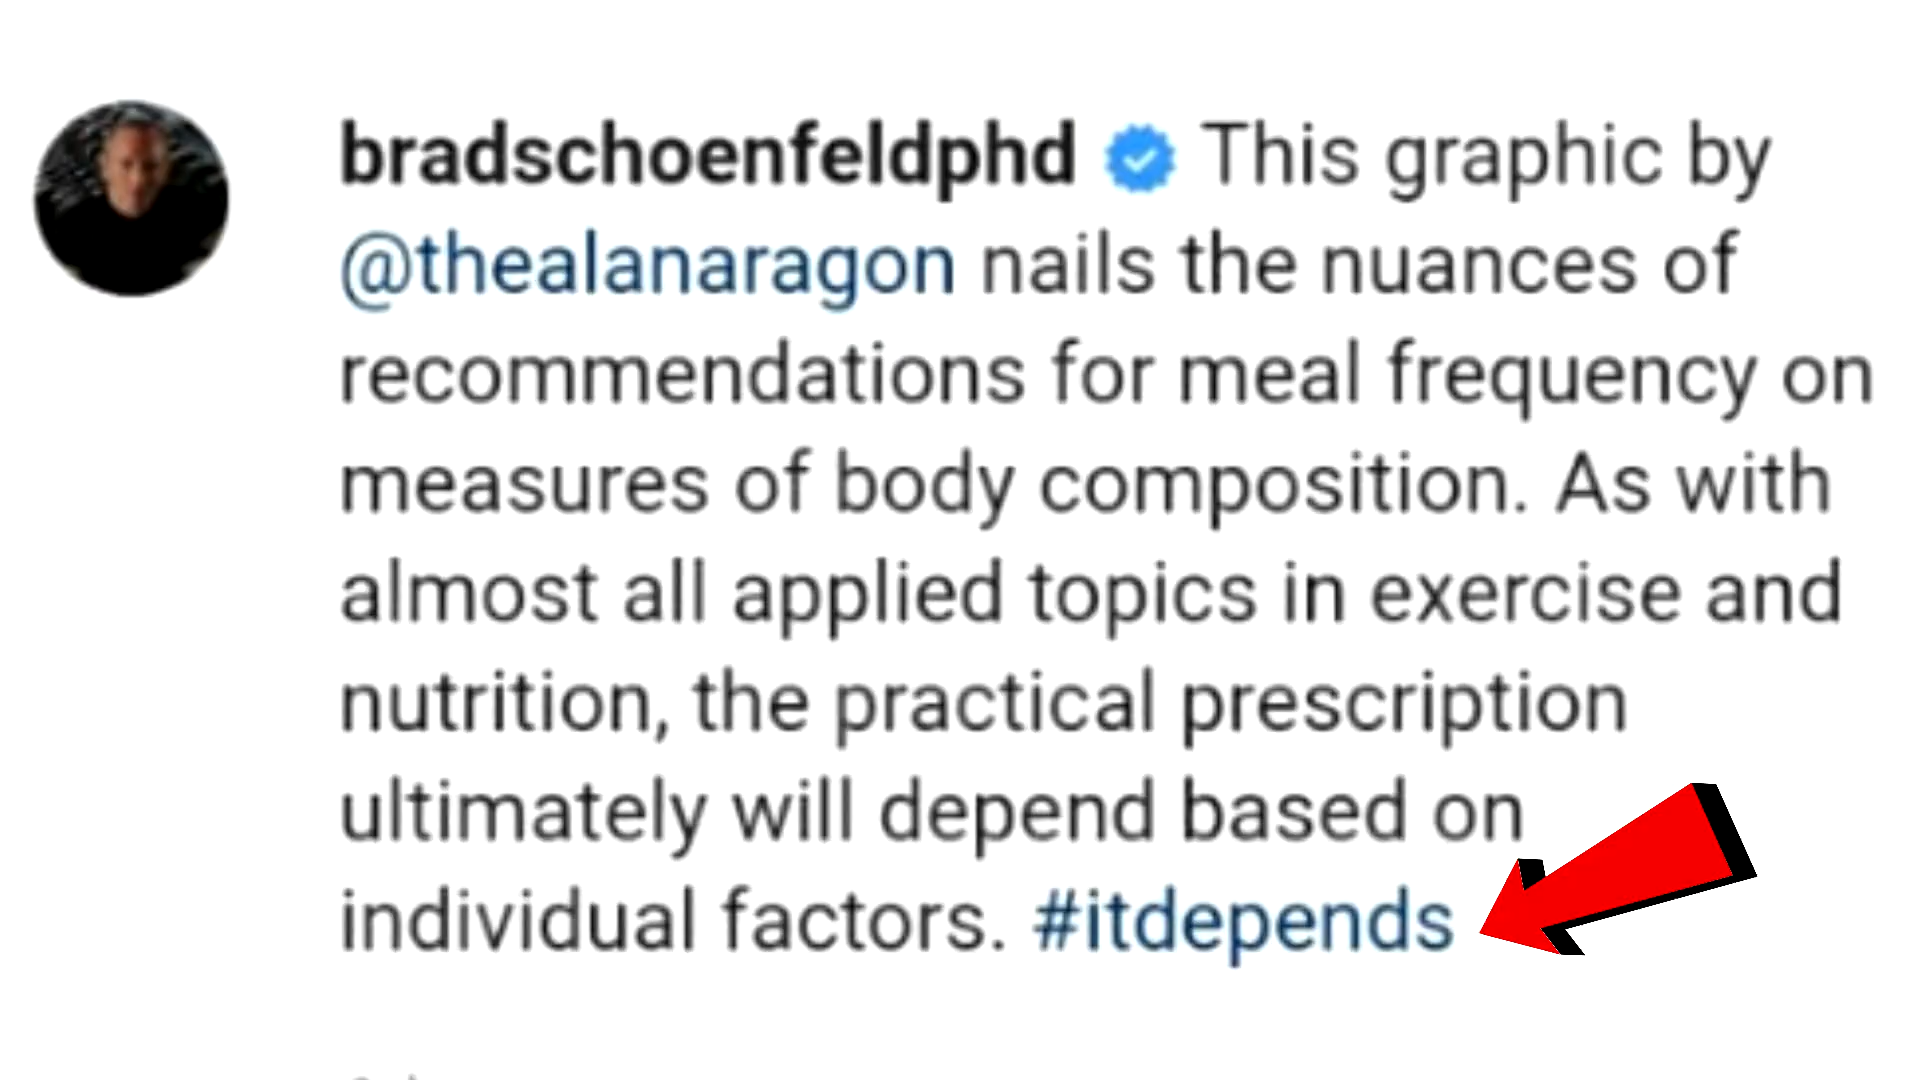 bradschoenfeldphd This graphic by
@thealanaragon nails the nuances of
recommendations for meal frequency on
measures of body composition. As with
almost all applied topics in exercise and
nutrition, the practical prescription
ultimately will depend based on
individual factors. #itdepends